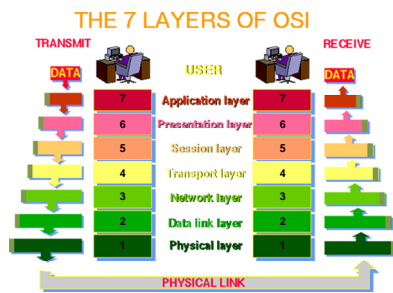 THE 7 LAYERS OF OSI
TRANSMIT
RECEIVE
DATA
USER
DATA
7 Application layer 7
6 Presentation layer 6
5 Session layer 5
4 Transport layer 4
3 Network layer 3
2 Data link layer 2
1 Physical layer 1
PHYSICAL LINK